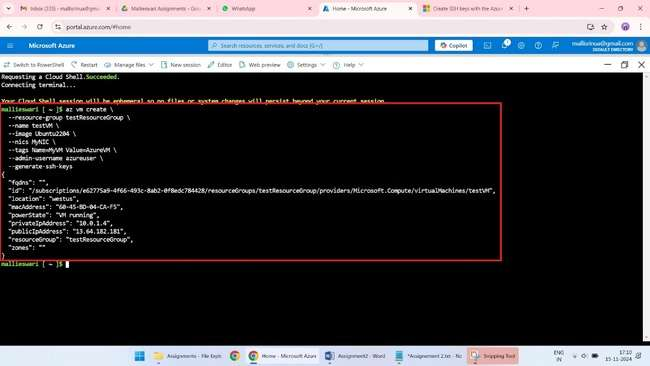 Inbox (333) - malliarinua@gmai
Malleswari Assignments - Goo
WhatsApp
Home - Microsoft Azure
Create SSH keys with the Azure
portal.azure.com/#home
Microsoft Azure
Search resources, services, and docs (G+/)
Copilot
malliarinua@gmail.com
DEFAULT DIRECTORY
Switch to PowerShell Restart Manage files New session Editor Web preview Settings Help
Requesting a Cloud Shell.Succeeded.
Connecting terminal...
Your Cloud Shell session will be ephemeral so no files or system changes will persist beyond your current session.
mallieswari [ ~ ]$ az vm create \
--resource-group testResourceGroup \
--name testVM \
--image Ubuntu2204 \
--nics MyNIC \
--tags Name=MyVM Value=AzureVM \
--admin-username azureuser \
--generate-ssh-keys
{
"fqdns": "",
"id": "/subscriptions/e62775a9-4f66-493c-8ab2-0f8edc784428/resourceGroups/testResourceGroup/providers/Microsoft.Compute/virtualMachines/testVM",
"location": "westus",
"macAddress": "60-45-BD-04-CA-F5",
"powerState": "VM running",
"privateIpAddress": "10.0.1.4",
"publicIpAddress": "13.64.182.181",
"resourceGroup": "testResourceGroup",
"zones": ""
}
mallieswari [ ~ ]$
Assignments - File Expl
Home - Microsoft Azure
Assignment2 - Word
*Assignement 2.txt - No
Snipping Tool
ENG
IN
17:10
15-11-2024